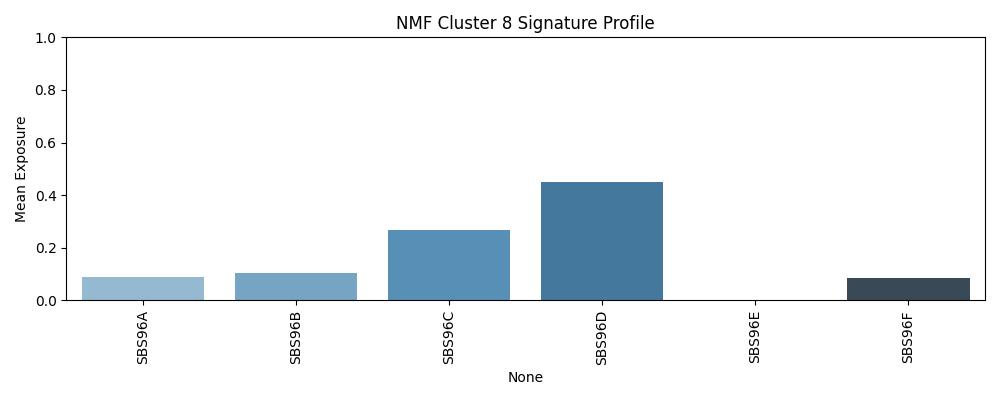 NMF Cluster 8 Signature Profile
1.0
0.8
0.6
0.4
0.2
0.0
Mean Exposure
SBS96A
SBS96B
SBS96C
SBS96D
SBS96E
SBS96F
None